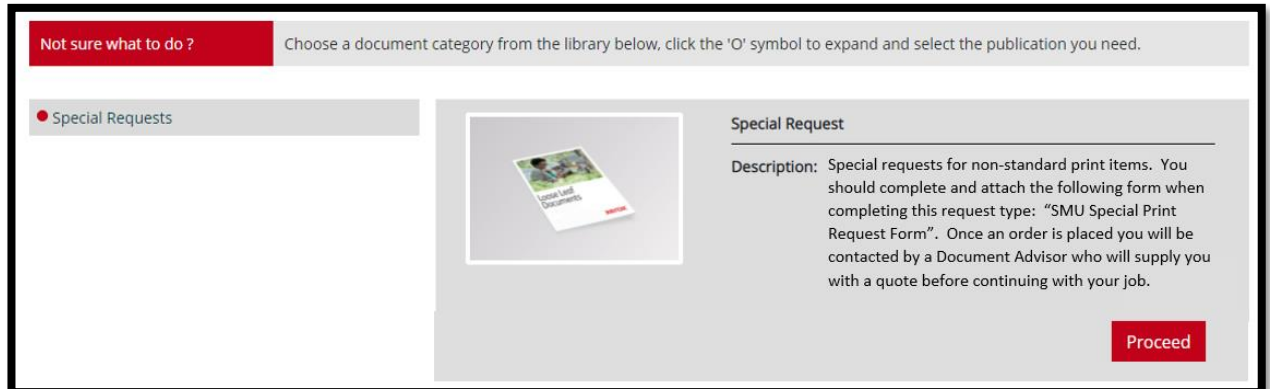 Not sure what to do ?
Choose a document category from the library below, click the 'O' symbol to expand and select the publication you need.
Special Requests
Loose Leaf
Documents
Special Request
Description: Special requests for non-standard print items. You
should complete and attach the following form when
completing this request type: “SMU Special Print
Request Form”. Once an order is placed you will be
contacted by a Document Advisor who will supply you
with a quote before continuing with your job.
Proceed